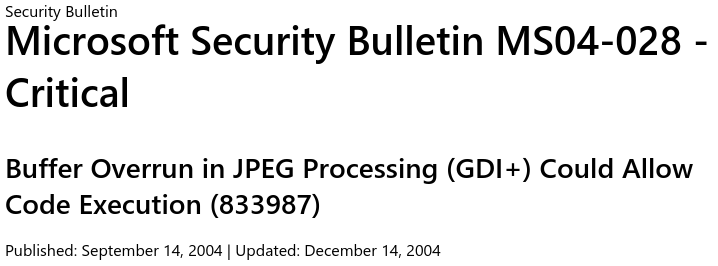 Security Bulletin
Microsoft Security Bulletin MS04-028 -
Critical
Buffer Overrun in JPEG Processing (GDI+) Could Allow
Code Execution (833987)
Published: September 14, 2004 | Updated: December 14, 2004